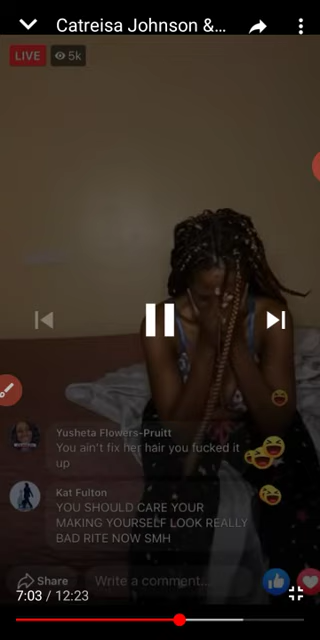 Catreisa Johnson &...
LIVE 5k
Yusheta Flowers-Pruitt
You ain't fix her hair you fucked it
up
Kat Fulton
YOU SHOULD CARE YOUR
MAKING YOURSELF LOOK REALLY
BAD RITE NOW SMH
Share Write a comment...
7:03 / 12:23